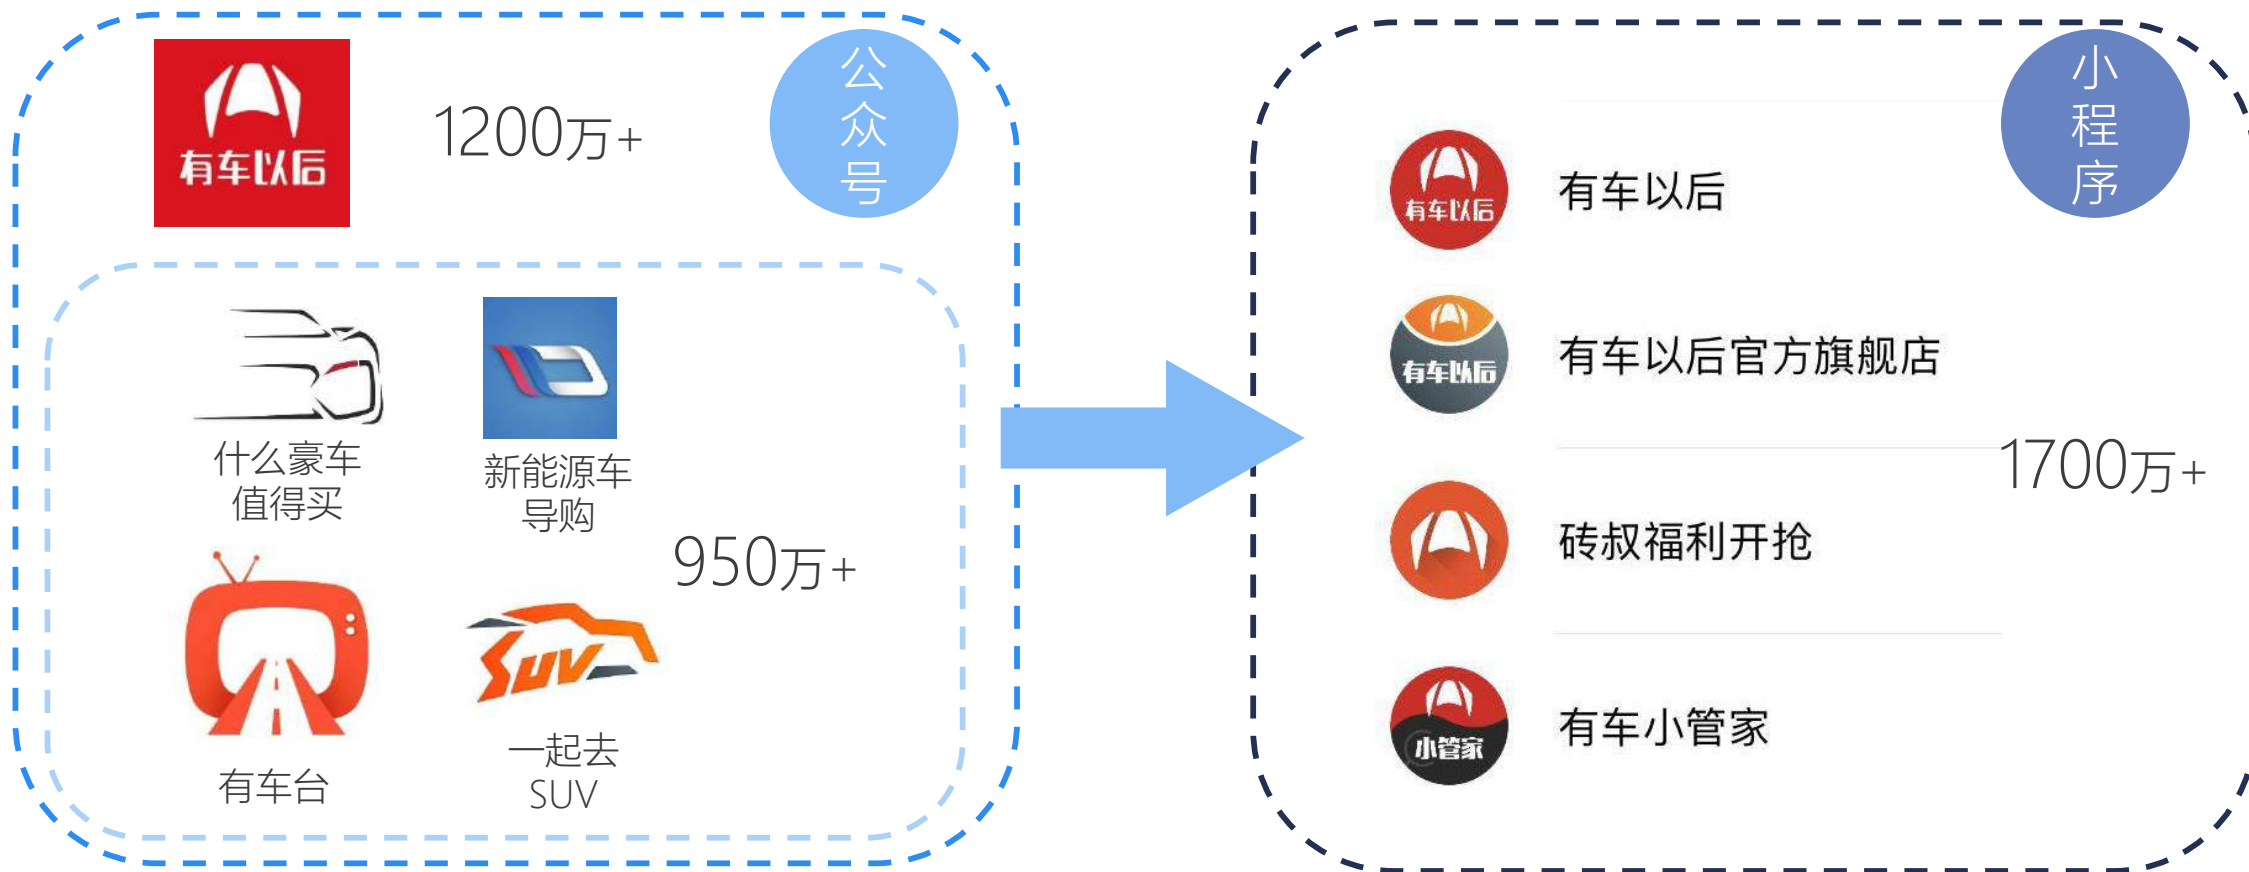 有车以后
1200万+
公众号
什么豪车
值得买
新能源车
导购
950万+
SUV
有车台
一起去
SUV
小程序
有车以后
有车以后
有车以后
有车以后官方旗舰店
1700万+
砖叔福利开抢
小管家
有车小管家